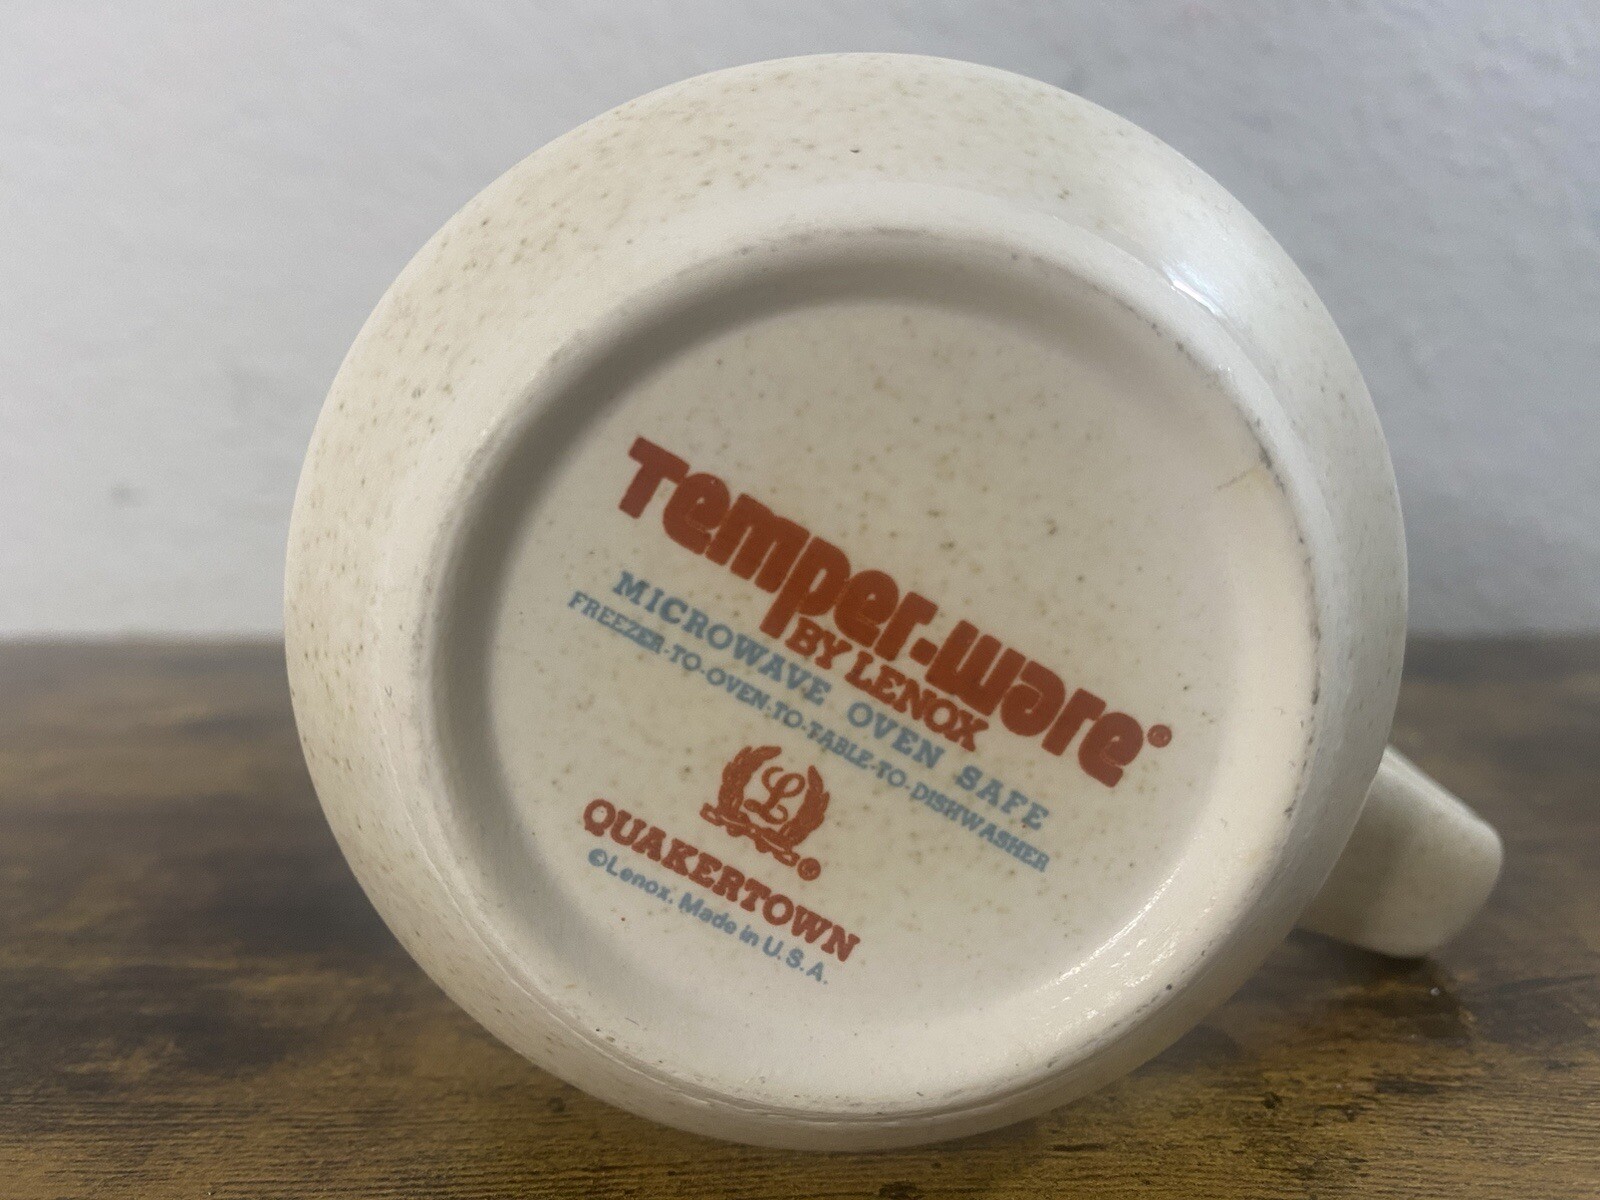 Temper-ware®
BY LENOX
MICROWAVE OVEN SAFE
FREEZER-TO-OVEN-TO-TABLE-TO-DISHWASHER
L®
QUAKERTOWN
©Lenox. Made in U.S.A.